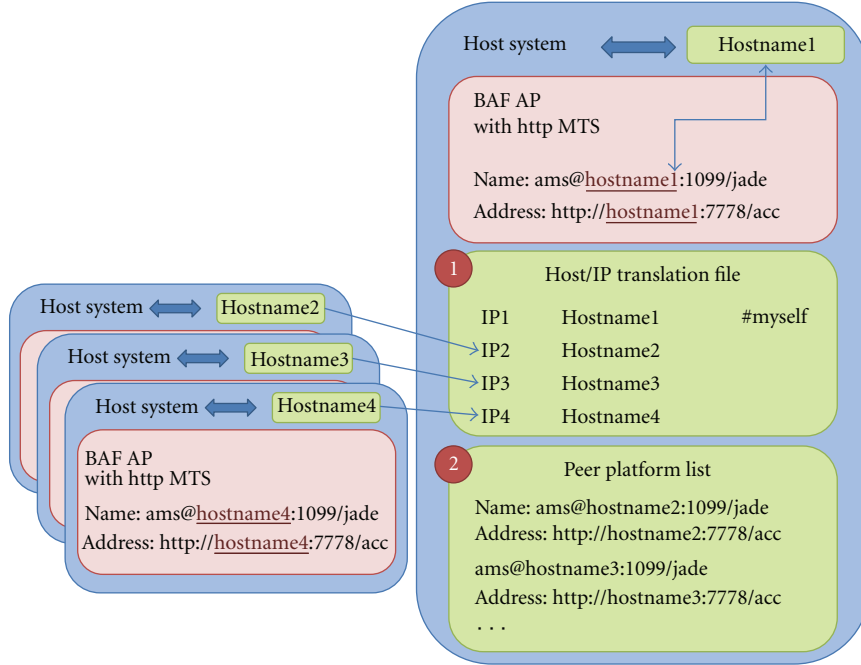 Host system
Hostname1
BAF AP
with http MTS
Name: ams@hostname1:1099/jade
Address: http://hostname1:7778/acc
1
Host/IP translation file
IP1 Hostname1 #myself
IP2 Hostname2
IP3 Hostname3
IP4 Hostname4
2
Peer platform list
Name: ams@hostname2:1099/jade
Address: http://hostname2:7778/acc
ams@hostname3:1099/jade
Address: http://hostname3:7778/acc
. . .
Host system
Hostname2
Host system
Hostname3
Host system
Hostname4
BAF AP
with http MTS
Name: ams@hostname4:1099/jade
Address: http://hostname4:7778/acc